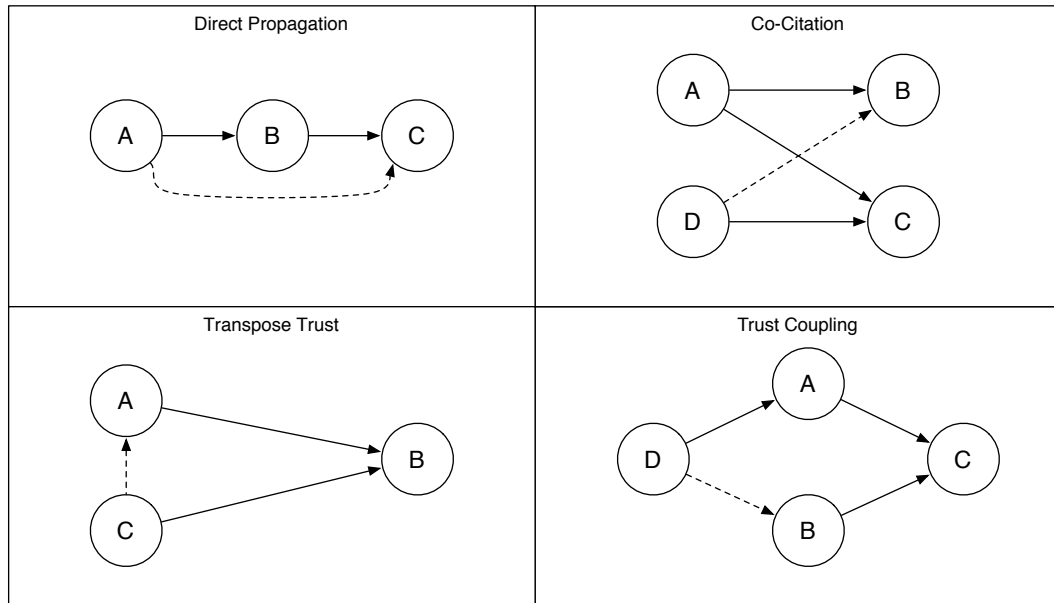 Direct Propagation
A
B
C
Co-Citation
A
B
D
C
Transpose Trust
A
B
C
Trust Coupling
A
D
C
B